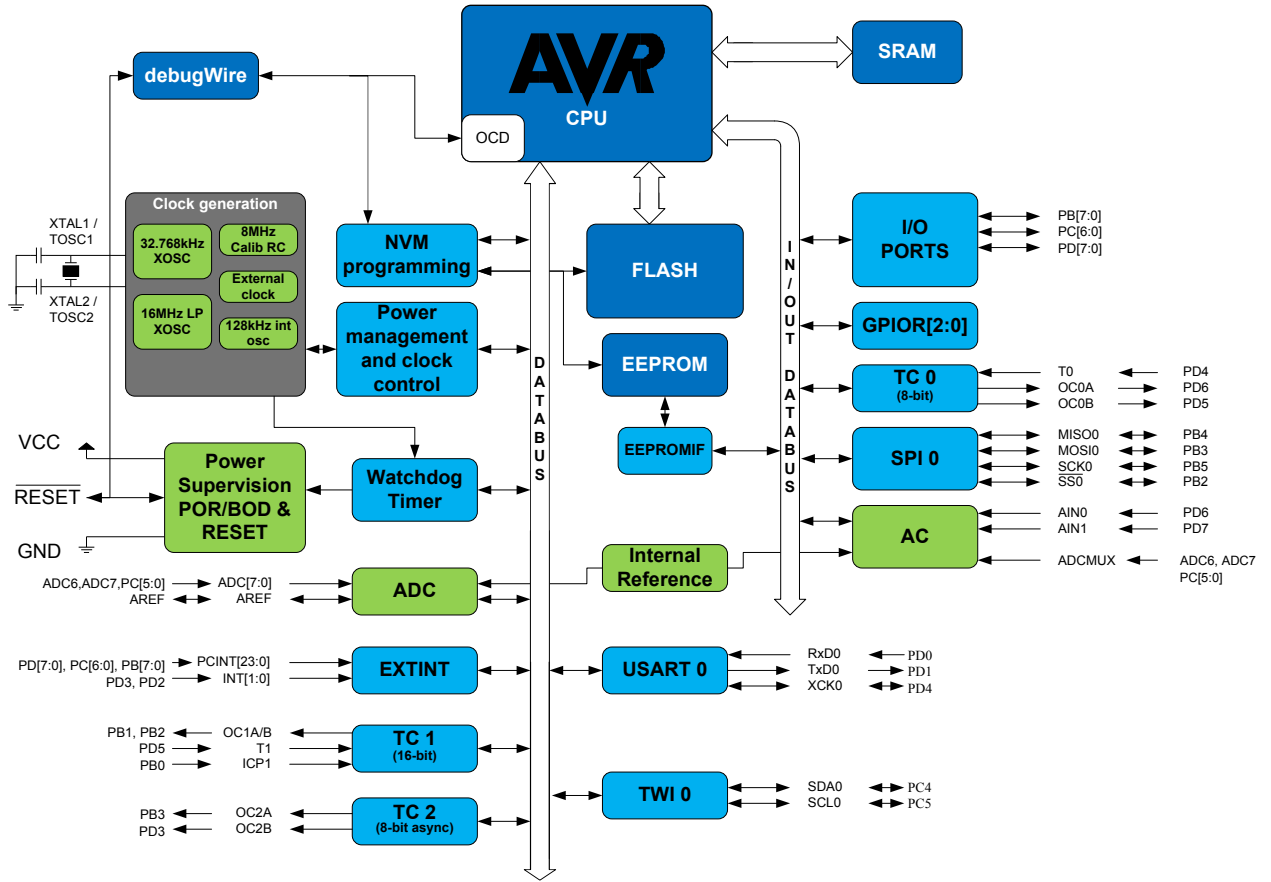 AVR
CPU
OCD
SRAM
debugWire
Clock generation
32.768kHz
XOSC
8MHz
Calib RC
External
clock
16MHz LP
XOSC
128kHz int
osc
XTAL1 /
TOSC1
XTAL2 /
TOSC2
NVM
programming
Power
management
and clock
control
FLASH
EEPROM
EEPROMIF
DATABUS
IN/OUT DATABUS
I/O
PORTS
PB[7:0]
PC[6:0]
PD[7:0]
GPIOR[2:0]
TC 0
(8-bit)
T0 PD4
OC0A PD6
OC0B PD5
SPI 0
MISO0 PB4
MOSI0 PB3
SCK0 PB5
SS0 PB2
AC
AIN0 PD6
AIN1 PD7
ADCMUX ADC6, ADC7
PC[5:0]
VCC
RESET
GND
Power
Supervision
POR/BOD &
RESET
Watchdog
Timer
Internal
Reference
ADC6,ADC7,PC[5:0] ADC[7:0]
AREF AREF
ADC
PD[7:0], PC[6:0], PB[7:0] PCINT[23:0]
PD3, PD2 INT[1:0]
EXTINT
USART 0
RxD0 PD0
TxD0 PD1
XCK0 PD4
PB1, PB2 OC1A/B
PD5 T1
PB0 ICP1
TC 1
(16-bit)
TWI 0
SDA0 PC4
SCL0 PC5
PB3 OC2A
PD3 OC2B
TC 2
(8-bit async)